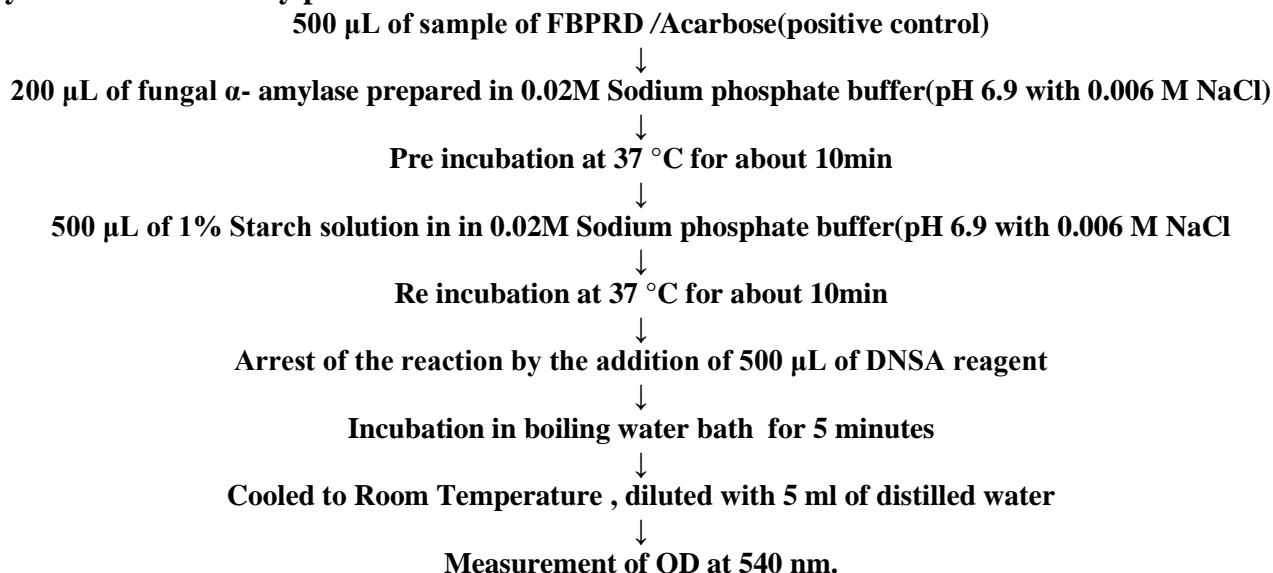 500 µL of sample of FBPRD /Acarbose(positive control)
↓
200 µL of fungal α- amylase prepared in 0.02M Sodium phosphate buffer(pH 6.9 with 0.006 M NaCl)
↓
Pre incubation at 37 °C for about 10min
↓
500 µL of 1% Starch solution in in 0.02M Sodium phosphate buffer(pH 6.9 with 0.006 M NaCl
↓
Re incubation at 37 °C for about 10min
↓
Arrest of the reaction by the addition of 500 µL of DNSA reagent
↓
Incubation in boiling water bath for 5 minutes
↓
Cooled to Room Temperature , diluted with 5 ml of distilled water
↓
Measurement of OD at 540 nm.